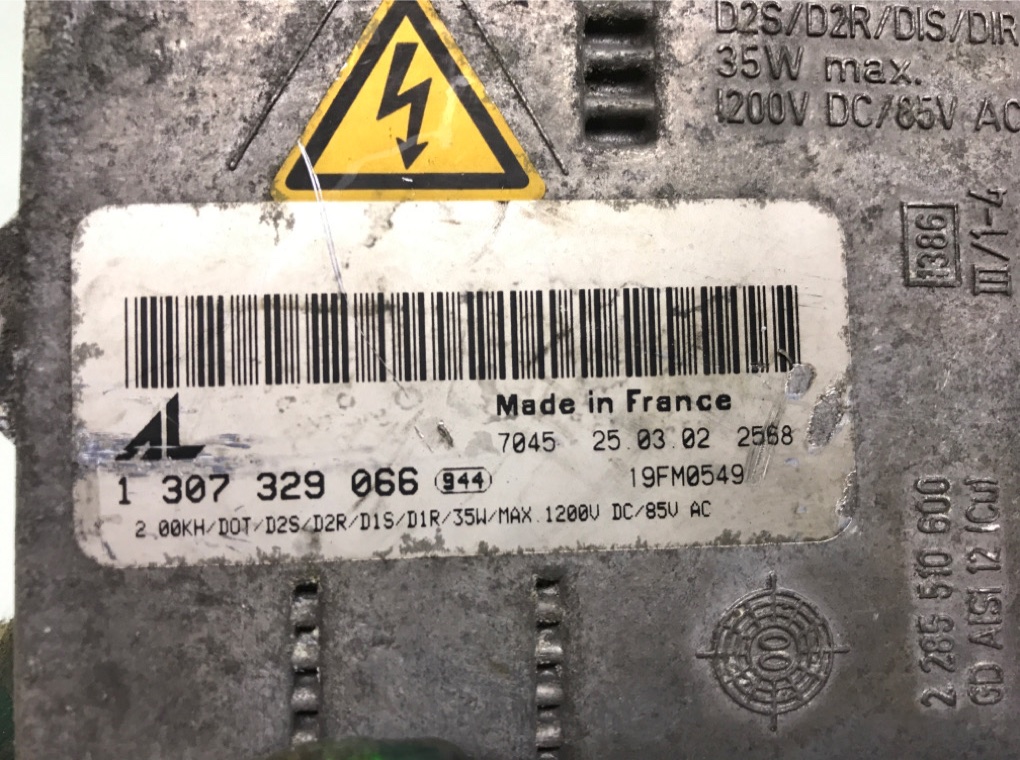 D2S/D2R/D1S/D1R
35W max.
1200V DC/85V AC
1386
III/1-4
Made in France
AL
7045 25.03.02 2568
1 307 329 066 944
19FM0549
2.00KH/DOT/D2S/D2R/D1S/D1R/35W/MAX.1200V DC/85V AC
2 285 510 600
GD AlSi 12 (Cu)
00